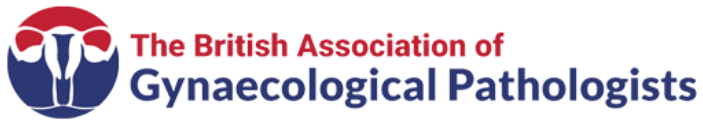 The British Association of
Gynaecological Pathologists